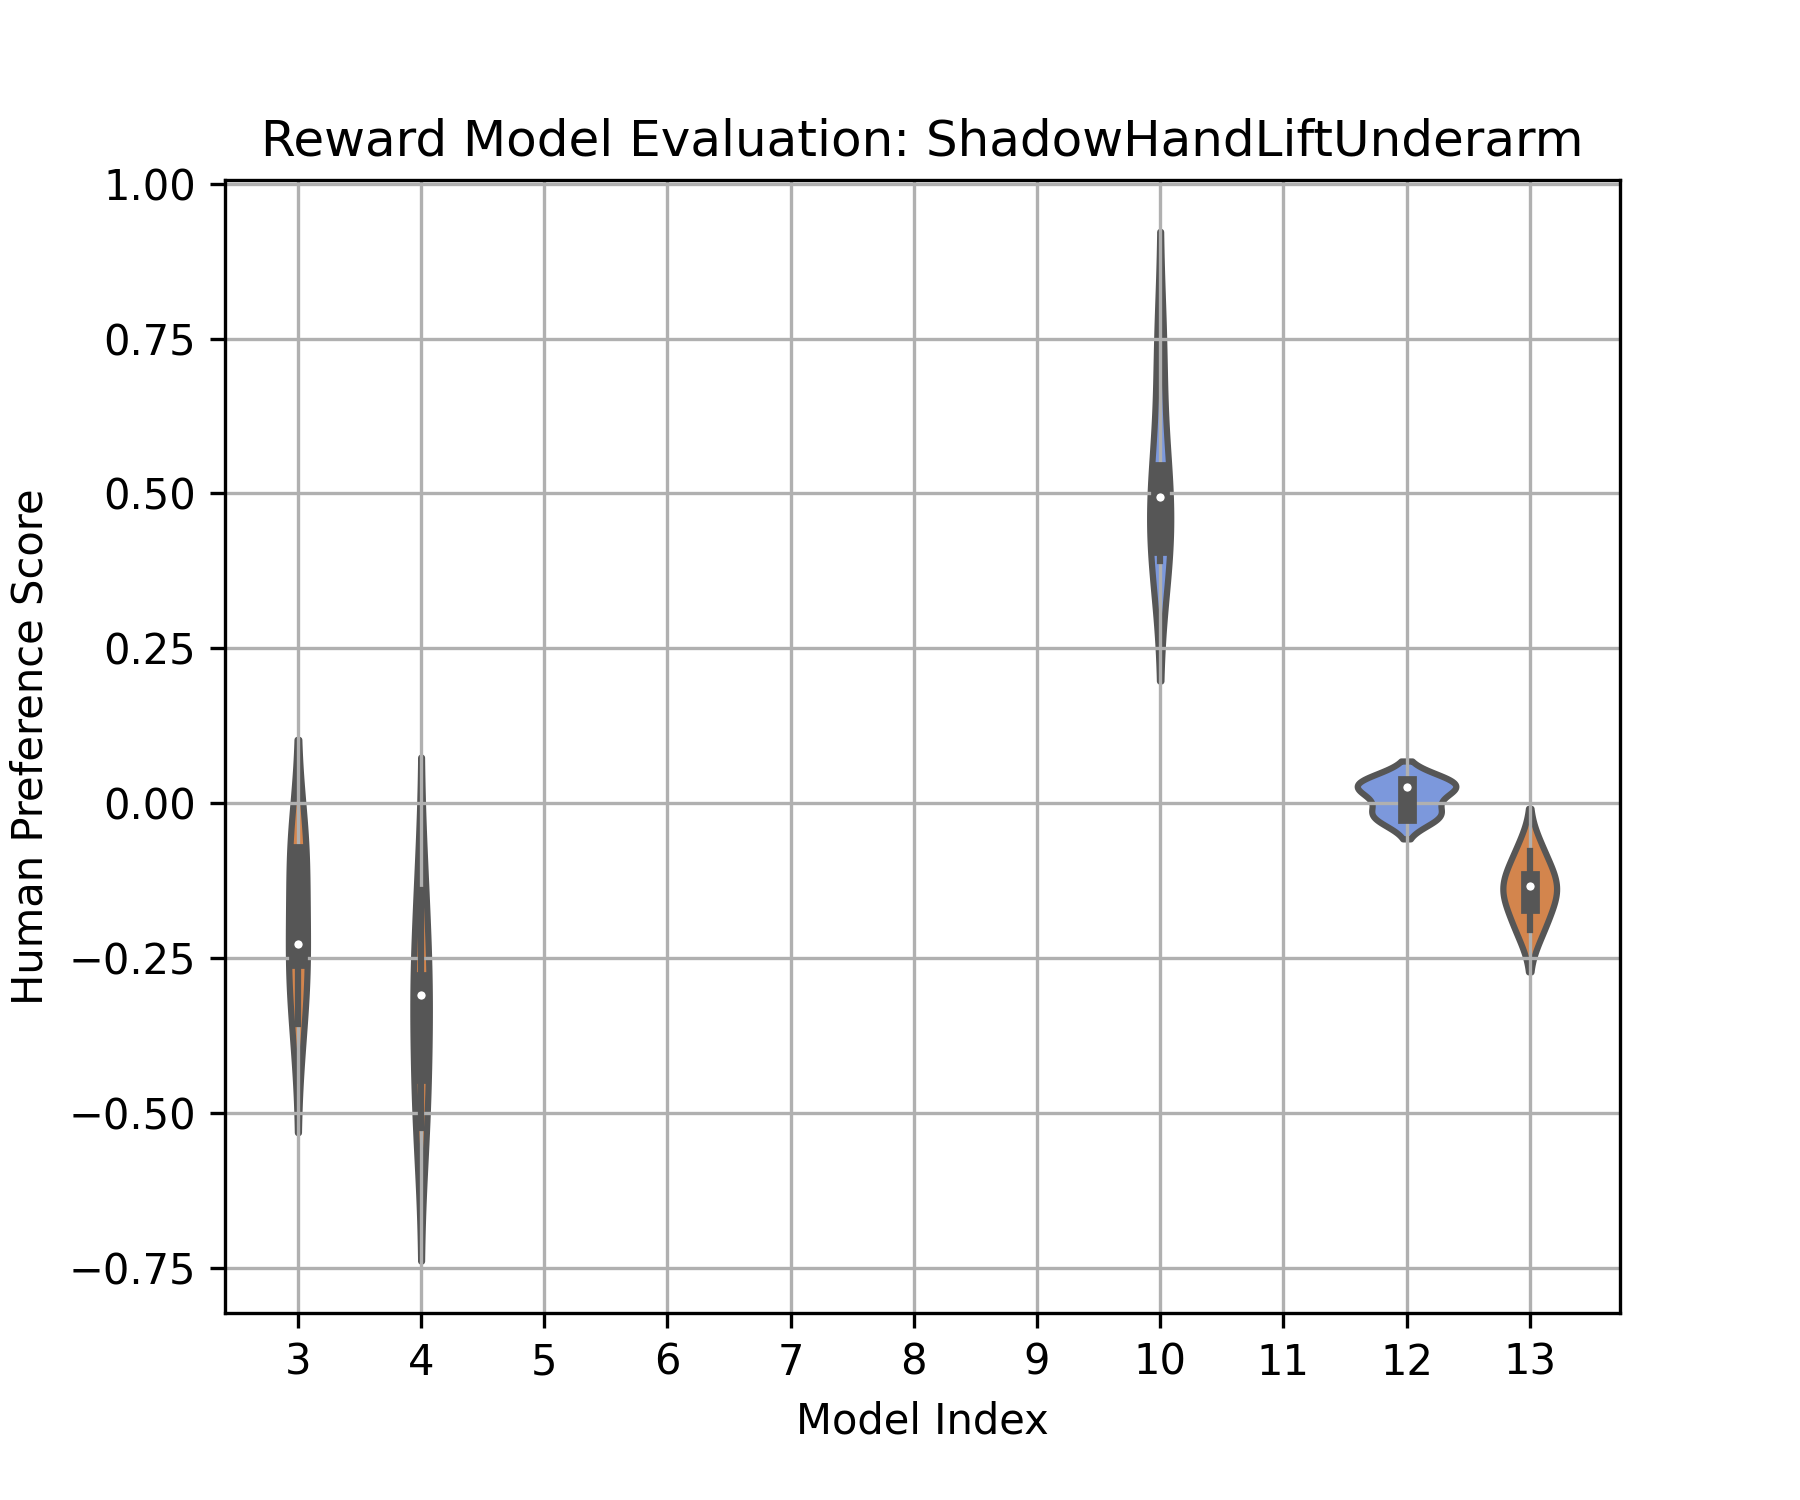 Reward Model Evaluation: ShadowHandLiftUnderarm
1.00
0.75
0.50
0.25
0.00
−0.25
−0.50
−0.75
Human Preference Score
3 4 5 6 7 8 9 10 11 12 13
Model Index